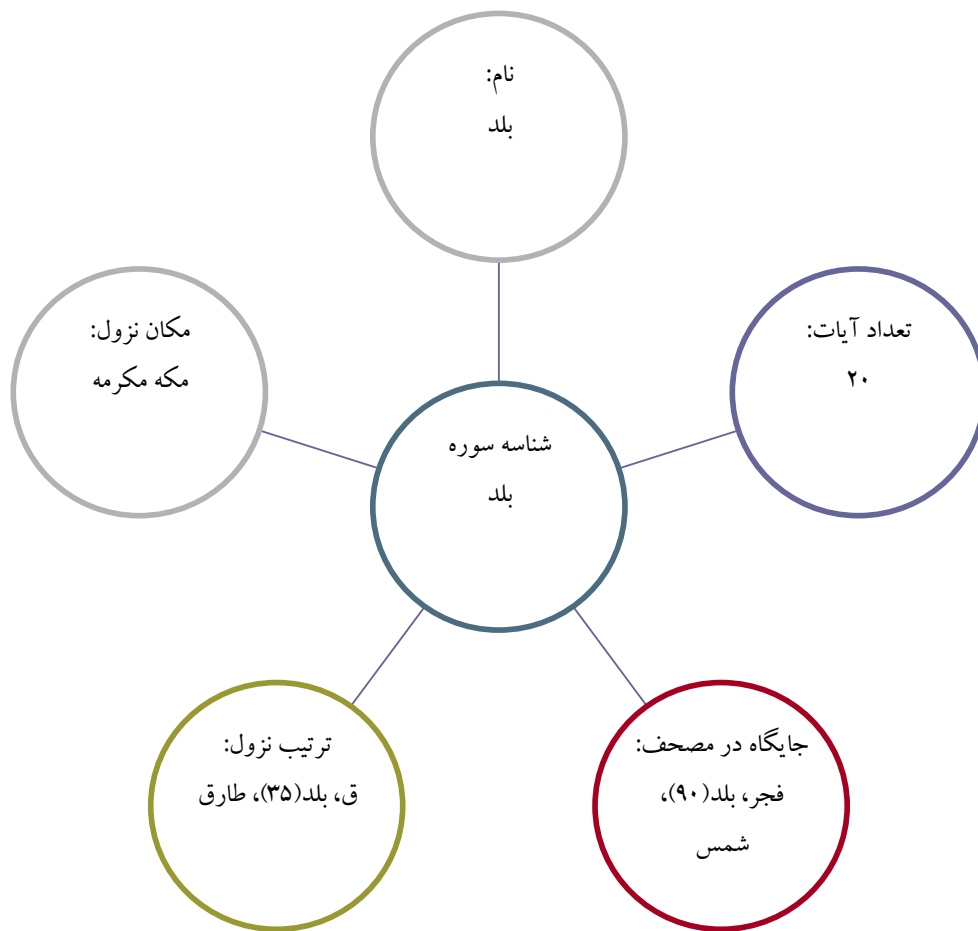 نام:
بلد
تعداد آیات:
۲۰
مکان نزول:
مکه مکرمه
شناسه سوره
بلد
جایگاه در مصحف:
فجر، بلد(۹۰)،
شمس
ترتیب نزول:
ق، بلد(۳۵)، طارق